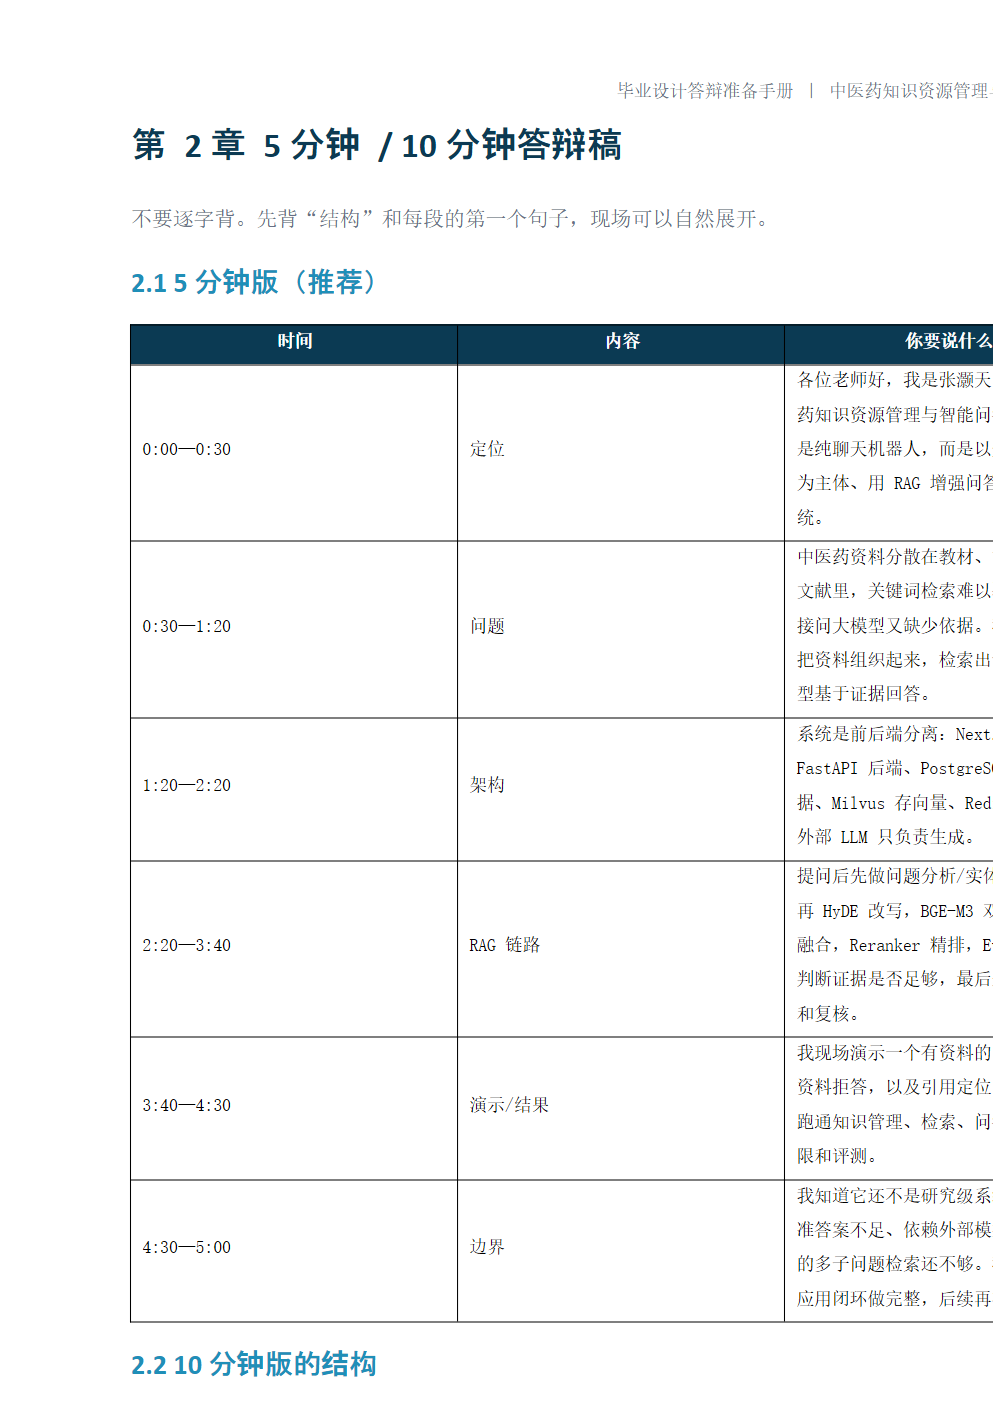 毕业设计答辩准备手册 | 中医药知识资源管理
第 2 章 5 分钟 / 10 分钟答辩稿
不要逐字背。先背“结构”和每段的第一个句子，现场可以自然展开。
2.1 5 分钟版（推荐）
时间 内容 你要说什么
0:00—0:30 定位 各位老师好，我是张灏天
药知识资源管理与智能问
是纯聊天机器人，而是以
为主体、用 RAG 增强问答
统。
0:30—1:20 问题 中医药资料分散在教材、
文献里，关键词检索难以
接问大模型又缺少依据。
把资料组织起来，检索出
型基于证据回答。
1:20—2:20 架构 系统是前后端分离：Next
FastAPI 后端、PostgreS
据、Milvus 存向量、Red
外部 LLM 只负责生成。
2:20—3:40 RAG 链路 提问后先做问题分析/实体
再 HyDE 改写，BGE-M3 双
融合，Reranker 精排，E
判断证据是否足够，最后
和复核。
3:40—4:30 演示/结果 我现场演示一个有资料的
资料拒答，以及引用定位
跑通知识管理、检索、问
限和评测。
4:30—5:00 边界 我知道它还不是研究级系
准答案不足、依赖外部模
的多子问题检索还不够。
应用闭环做完整，后续再
2.2 10 分钟版的结构